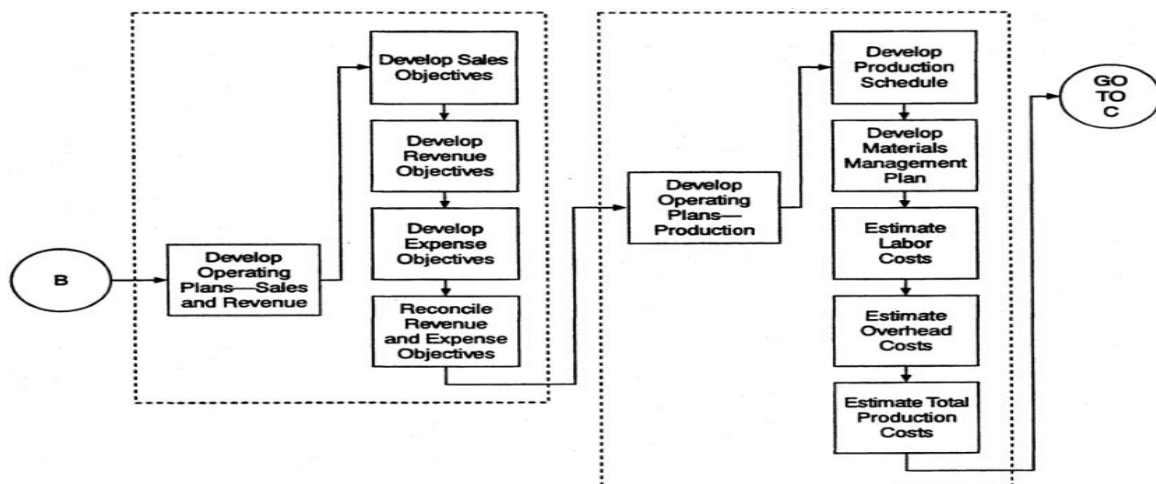 B
Develop
Operating
Plans—Sales
and Revenue
Develop Sales
Objectives
Develop
Revenue
Objectives
Develop
Expense
Objectives
Reconcile
Revenue
and Expense
Objectives
Develop
Operating
Plans—
Production
Develop
Production
Schedule
Develop
Materials
Management
Plan
Estimate
Labor
Costs
Estimate
Overhead
Costs
Estimate Total
Production
Costs
GO
TO
C